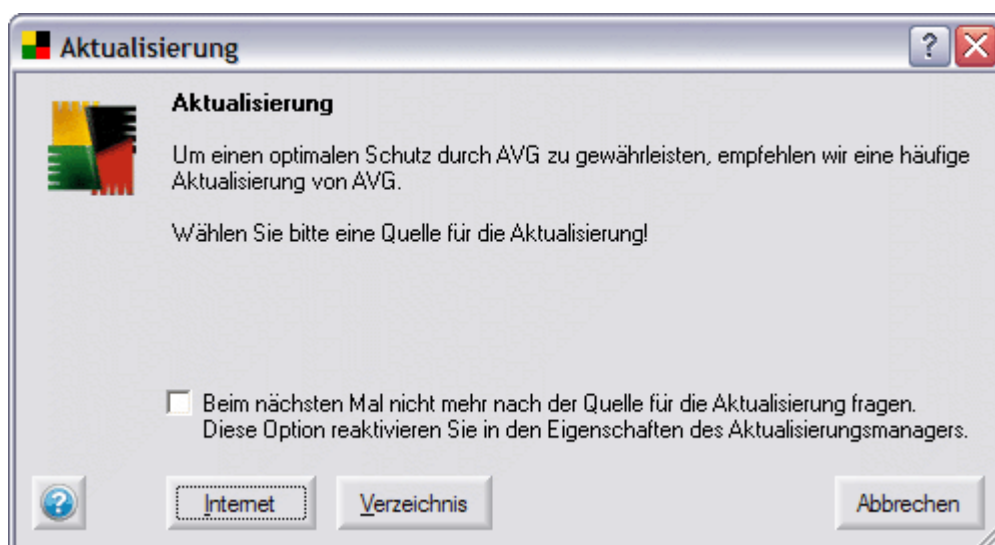 Aktualisierung
Aktualisierung
Um einen optimalen Schutz durch AVG zu gewährleisten, empfehlen wir eine häufige
Aktualisierung von AVG.
Wählen Sie bitte eine Quelle für die Aktualisierung!
Beim nächsten Mal nicht mehr nach der Quelle für die Aktualisierung fragen.
Diese Option reaktivieren Sie in den Eigenschaften des Aktualisierungsmanagers.
Internet
Verzeichnis
Abbrechen